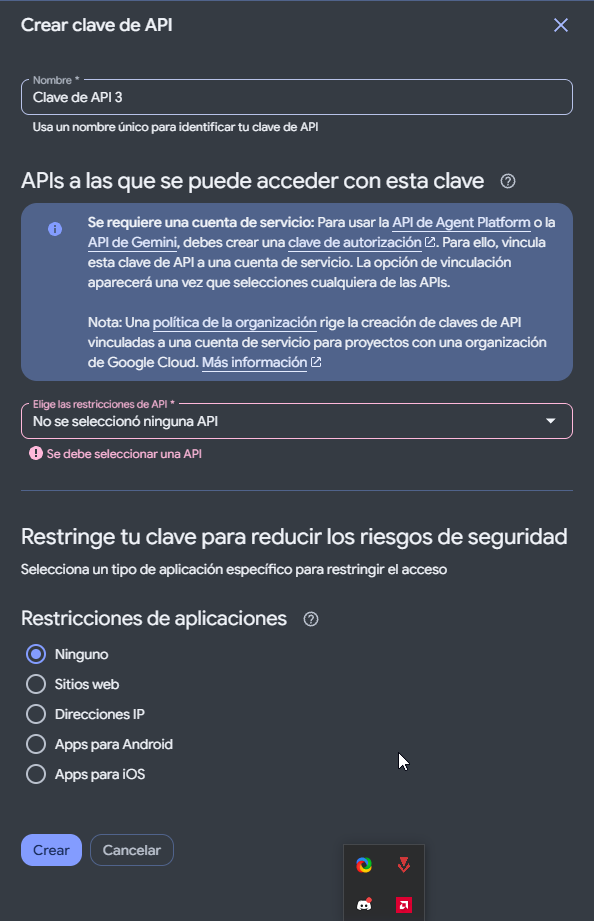 Crear clave de API
Nombre *
Clave de API 3
Usa un nombre único para identificar tu clave de API
APIs a las que se puede acceder con esta clave
Se requiere una cuenta de servicio: Para usar la API de Agent Platform o la
API de Gemini, debes crear una clave de autorización. Para ello, vincula
esta clave de API a una cuenta de servicio. La opción de vinculación
aparecerá una vez que selecciones cualquiera de las APIs.
Nota: Una política de la organización rige la creación de claves de API
vinculadas a una cuenta de servicio para proyectos con una organización
de Google Cloud. Más información
Elige las restricciones de API *
No se seleccionó ninguna API
Se debe seleccionar una API
Restringe tu clave para reducir los riesgos de seguridad
Selecciona un tipo de aplicación específico para restringir el acceso
Restricciones de aplicaciones
Ninguno
Sitios web
Direcciones IP
Apps para Android
Apps para iOS
Crear
Cancelar